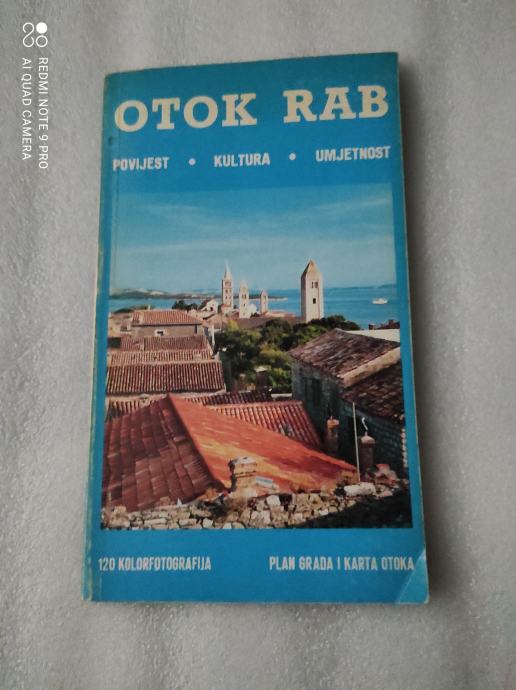 OTOK RAB
POVIJEST • KULTURA • UMJETNOST
120 KOLORFOTOGRAFIJA
PLAN GRADA I KARTA OTOKA
REDMI NOTE 9 PRO
AI QUAD CAMERA